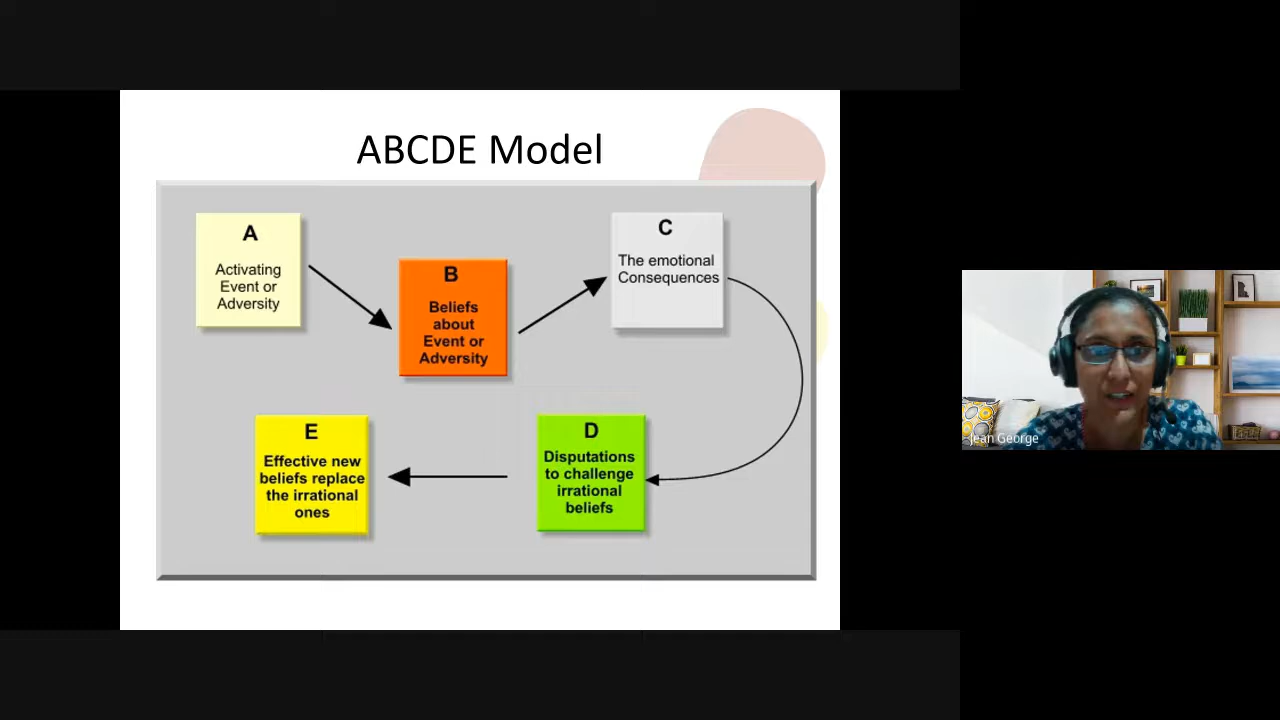 ABCDE Model
A
Activating
Event or
Adversity
B
Beliefs
about
Event or
Adversity
C
The emotional
Consequences
D
Disputations
to challenge
irrational
beliefs
E
Effective new
beliefs replace
the irrational
ones
Jean George